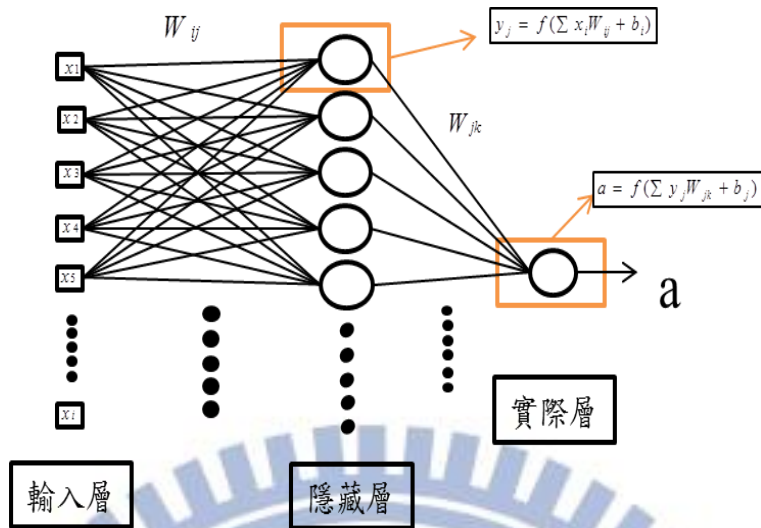 W ij
y j = f(∑ x i W ij + b i)
x1
x2
x3
x4
x5
xi
W jk
a = f(∑ y j W jk + b j)
a
實際層
輸入層
隱藏層